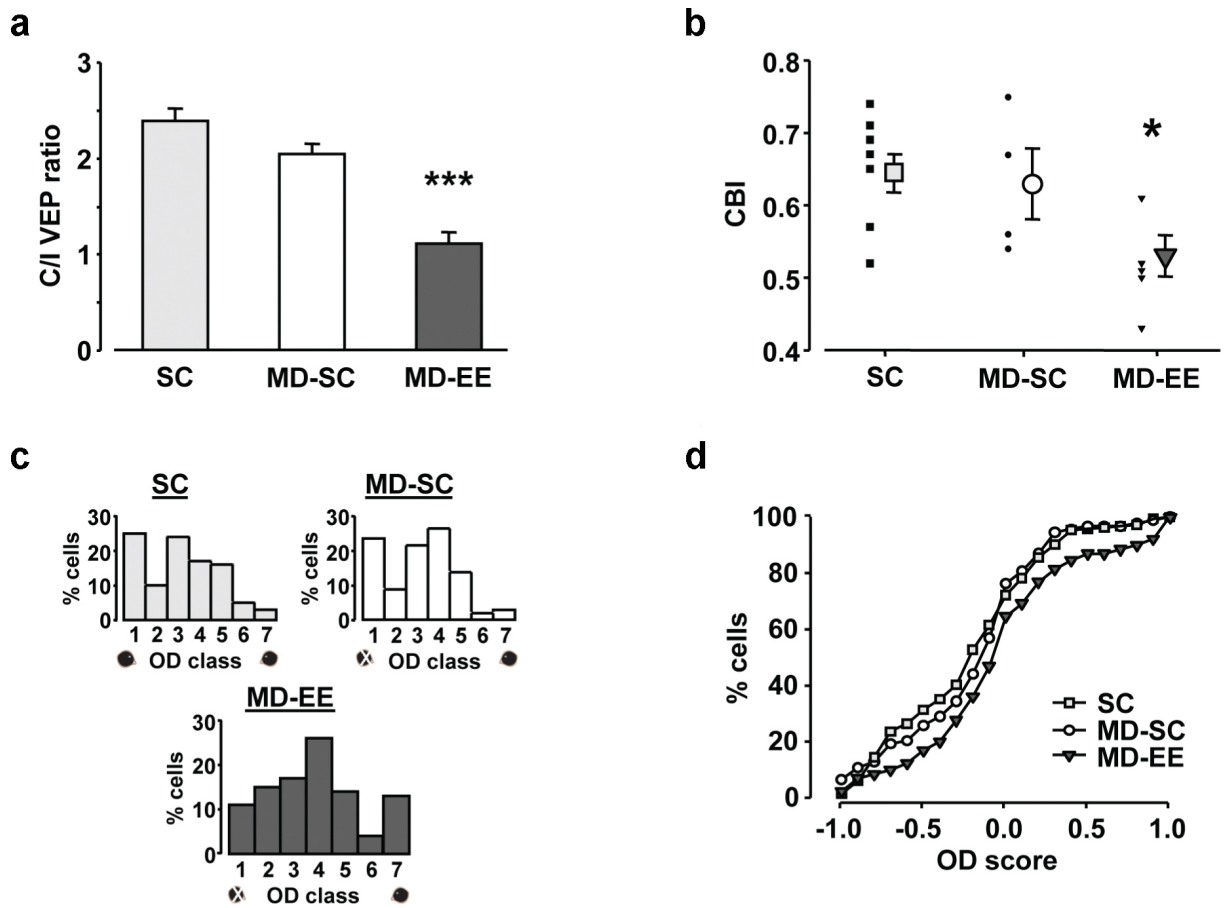 a
3
2
1
0
C/I VEP ratio
***
SC
MD-SC
MD-EE
b
0.8
0.7
0.6
0.5
0.4
CBI
*
SC
MD-SC
MD-EE
c
SC
30
20
10
0
% cells
1 2 3 4 5 6 7
OD class
MD-SC
30
20
10
0
% cells
1 2 3 4 5 6 7
OD class
MD-EE
30
20
10
0
% cells
1 2 3 4 5 6 7
OD class
d
100
80
60
40
20
0
% cells
SC
MD-SC
MD-EE
-1.0 -0.5 0.0 0.5 1.0
OD score